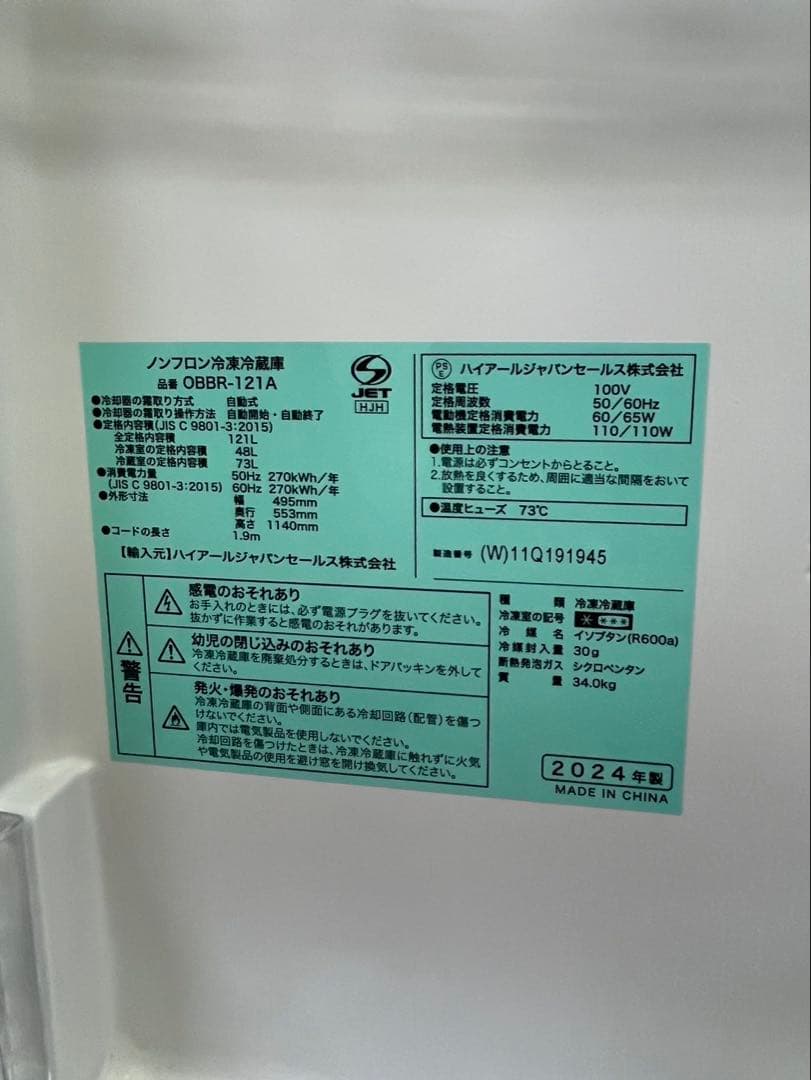 ノンフロン冷凍冷蔵庫
品番 OBBR-121A
JET
HJH
●冷却器の霜取り方式 自動式
●冷却器の霜取り操作方法 自動開始・自動終了
●定格内容積(JIS C 9801-3:2015)
全定格内容積 121L
冷凍室の定格内容積 48L
冷蔵室の定格内容積 73L
●消費電力量 50Hz 270kWh/年
(JIS C 9801-3:2015) 60Hz 270kWh/年
●外形寸法 幅 495mm
奥行 553mm
高さ 1140mm
●コードの長さ 1.9m
【輸入元】ハイアールジャパンセールス株式会社
PSE ハイアールジャパンセールス株式会社
定格電圧 100V
定格周波数 50/60Hz
電動機定格消費電力 60/65W
電熱装置定格消費電力 110/110W
●使用上の注意
1.電源は必ずコンセントからとること。
2.放熱を良くするため、周囲に適当な間隔をおいて
設置すること。
●温度ヒューズ 73℃
製造番号 (W)11Q191945
警告
感電のおそれあり
お手入れのときには、必ず電源プラグを抜いてください。
抜かずに作業すると感電のおそれがあります。
幼児の閉じ込みのおそれあり
冷凍冷蔵庫を廃棄処分するときは、ドアパッキンを外して
ください。
発火・爆発のおそれあり
冷凍冷蔵庫の背面や側面にある冷却回路(配管)を傷つ
けないでください。
庫内では電気製品を使用しないでください。
冷却回路を傷つけたときは、冷凍冷蔵庫に触れずに火気
や電気製品の使用を避け窓を開け換気してください。
種類 冷凍冷蔵庫
冷凍室の記号 * ***
冷媒名 イソブタン(R600a)
冷媒封入量 30g
断熱発泡ガス シクロペンタン
質量 34.0kg
2024年製
MADE IN CHINA